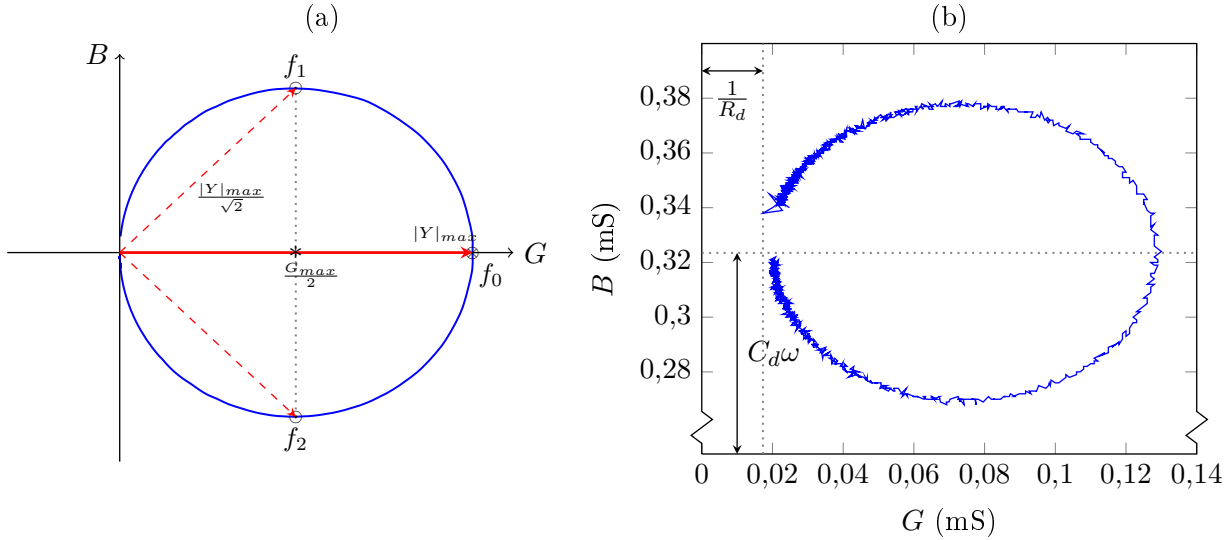 (a)
B
f₁
|Y|max/√2
|Y|max
G
Gmax/2
f₀
f₂
(b)
1/R_d
0,38
0,36
0,34
0,32
0,3
0,28
B (mS)
C_dω
0
0,02
0,04
0,06
0,08
0,1
0,12
0,14
G (mS)